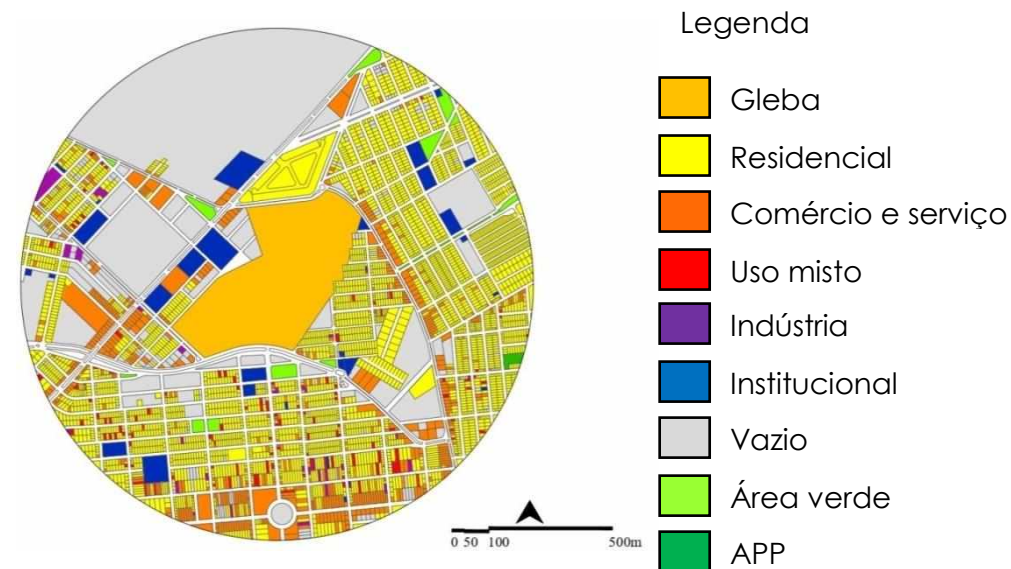 Legenda
Gleba
Residencial
Comércio e serviço
Uso misto
Indústria
Institucional
Vazio
Área verde
APP
0 50 100 500m